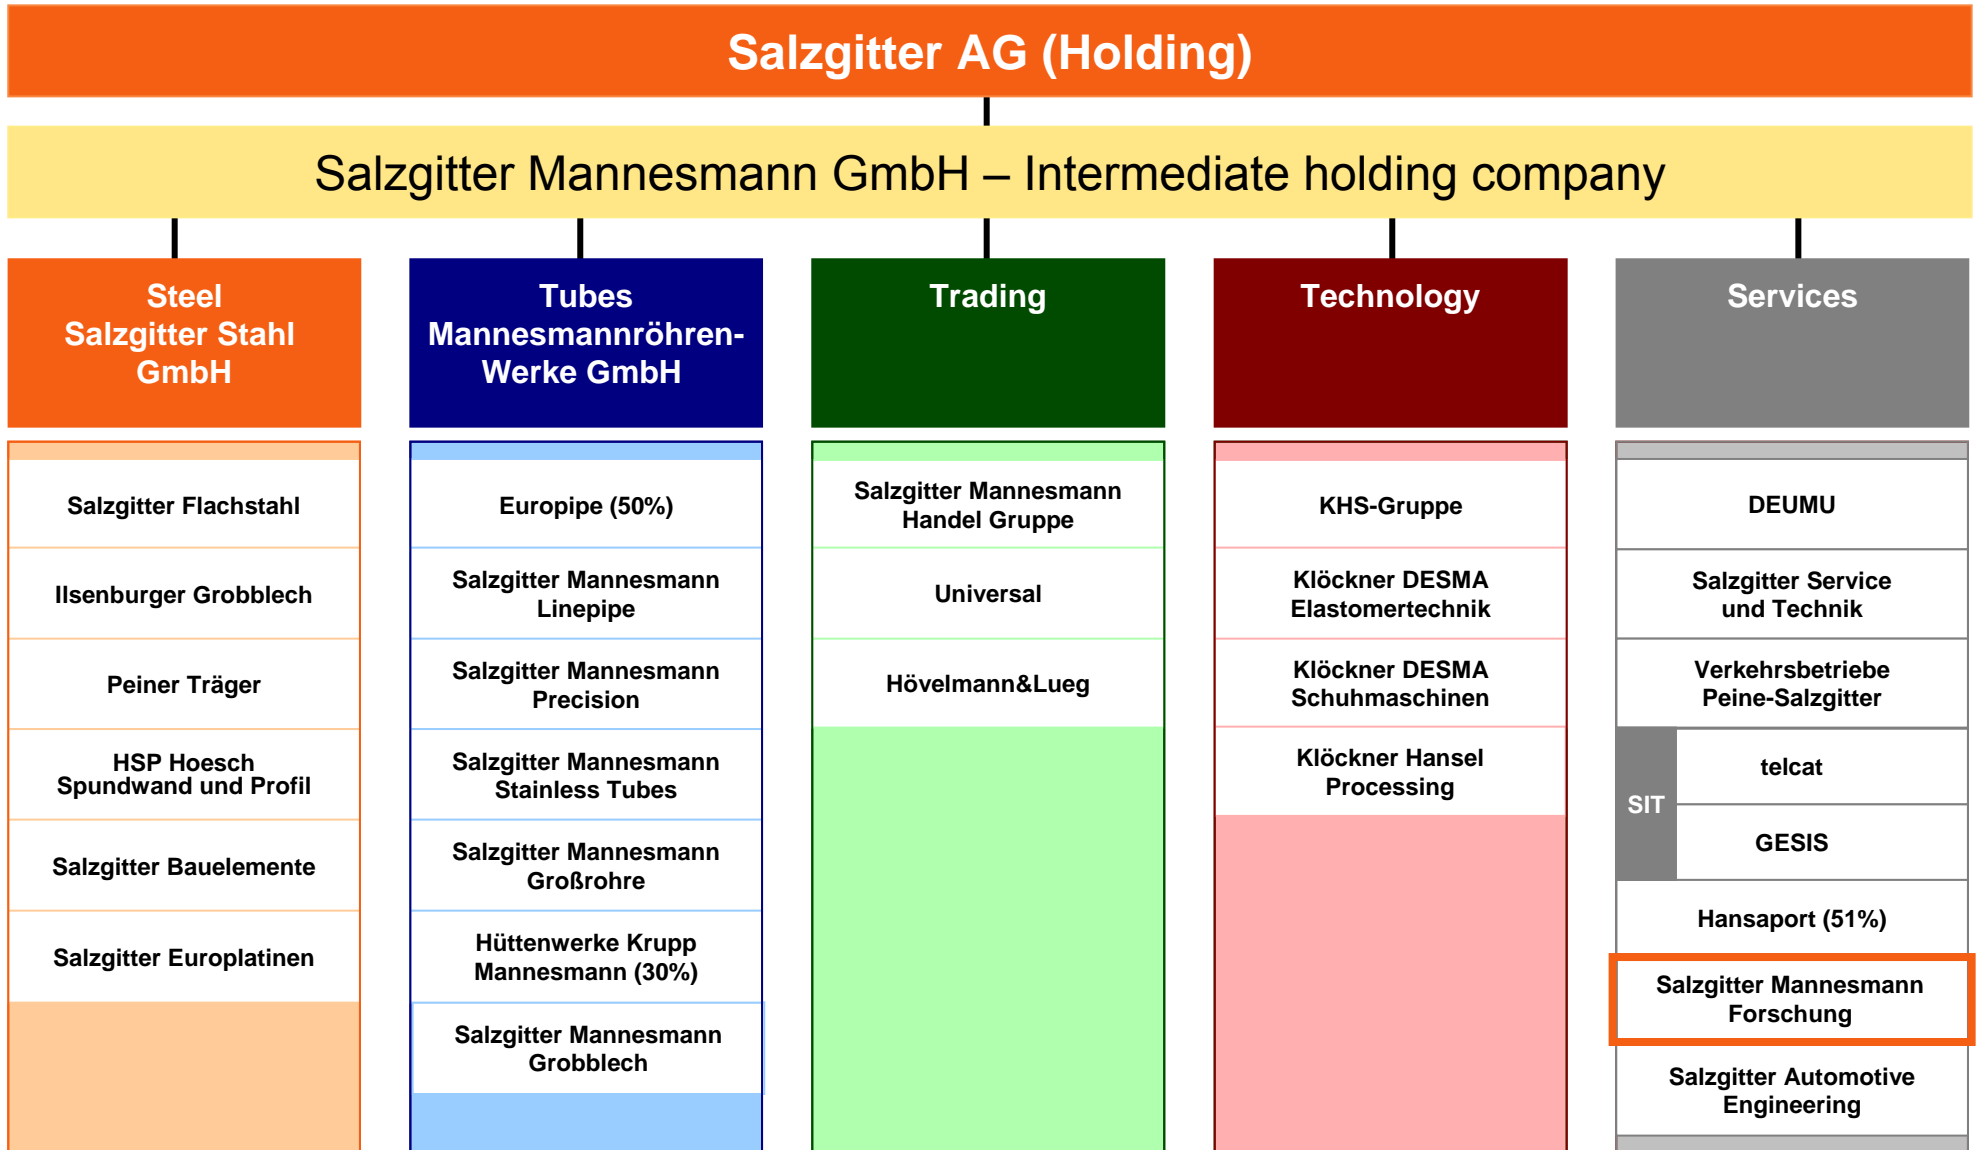 Salzgitter AG (Holding)
Salzgitter Mannesmann GmbH – Intermediate holding company
Steel
Salzgitter Stahl
GmbH
Salzgitter Flachstahl
Ilsenburger Grobblech
Peiner Träger
HSP Hoesch
Spundwand und Profil
Salzgitter Bauelemente
Salzgitter Europlatinen
Tubes
Mannesmannröhren-
Werke GmbH
Europipe (50%)
Salzgitter Mannesmann
Linepipe
Salzgitter Mannesmann
Precision
Salzgitter Mannesmann
Stainless Tubes
Salzgitter Mannesmann
Großrohre
Hüttenwerke Krupp
Mannesmann (30%)
Salzgitter Mannesmann
Grobblech
Trading
Salzgitter Mannesmann
Handel Gruppe
Universal
Hövelmann&Lueg
Technology
KHS-Gruppe
Klöckner DESMA
Elastomertechnik
Klöckner DESMA
Schuhmaschinen
Klöckner Hansel
Processing
Services
DEUMU
Salzgitter Service
und Technik
Verkehrsbetriebe
Peine-Salzgitter
SIT
telcat
GESIS
Hansaport (51%)
Salzgitter Mannesmann
Forschung
Salzgitter Automotive
Engineering